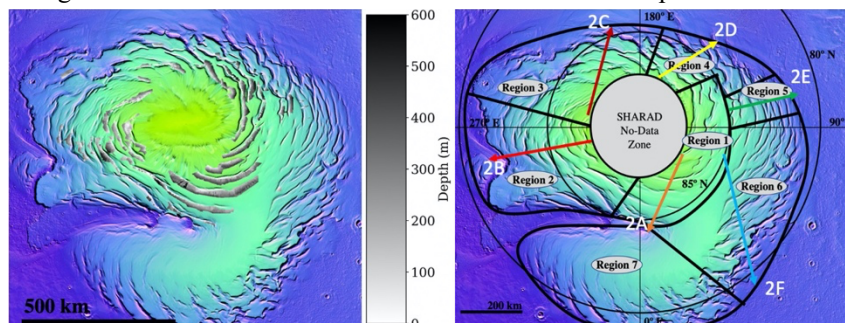 500 km
600
500
400
300
200
100
0
Depth (m)
180° E
2C
2D
80° N
Region 4
2E
Region 3
Region 5
270° E
SHARAD
No-Data
Zone
90°
Region 1
2B
Region 2
85° N
Region 6
2A
Region 7
2F
200 km
0° E